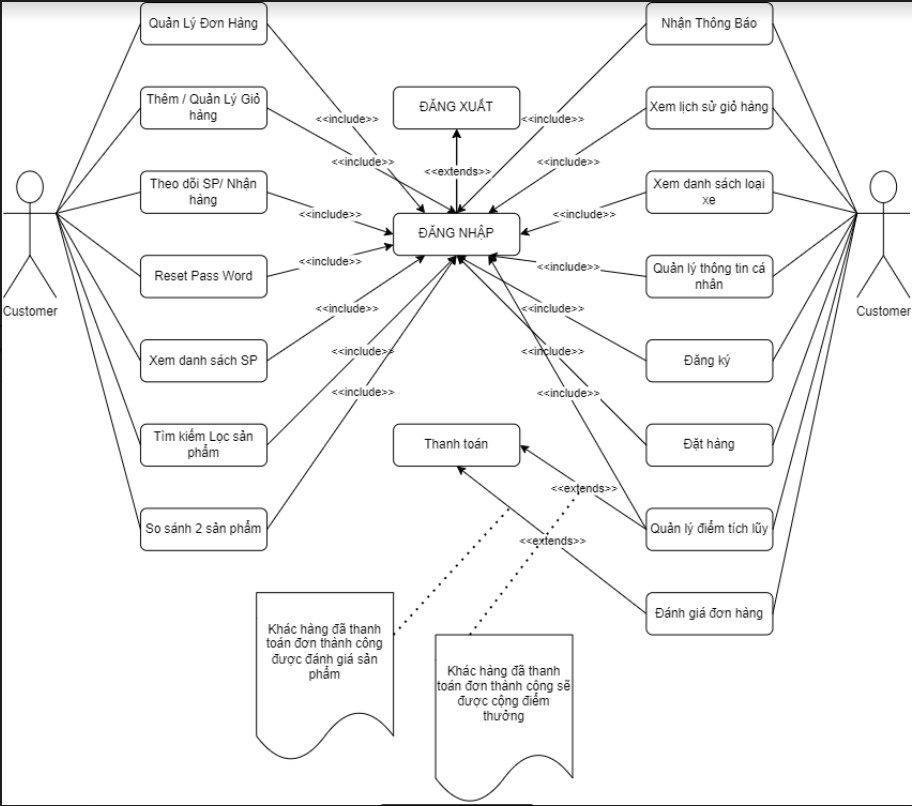 Quản Lý Đơn Hàng
Nhận Thông Báo
Thêm / Quản Lý Giỏ
hàng
<<include>>
ĐĂNG XUẤT
<<include>>
Xem lịch sử giỏ hàng
<<include>>
<<extends>>
<<include>>
Theo dõi SP/ Nhận
hàng
Xem danh sách loại
xe
<<include>>
<<include>>
ĐĂNG NHẬP
Reset Pass Word
<<include>>
<<include>>
Quản lý thông tin cá
nhân
Customer
Customer
<<include>>
<<include>>
Xem danh sách SP
<<include>>
<<include>>
Đăng ký
<<include>>
<<include>>
Tìm kiếm Lọc sản
phẩm
Thanh toán
Đặt hàng
<<extends>>
So sánh 2 sản phẩm
Quản lý điểm tích lũy
<<extends>>
Đánh giá đơn hàng
Khác hàng đã thanh
toán đơn thành công
được đánh giá sản
phẩm
Khác hàng đã thanh
toán đơn thành công sẽ
được cộng điểm
thưởng